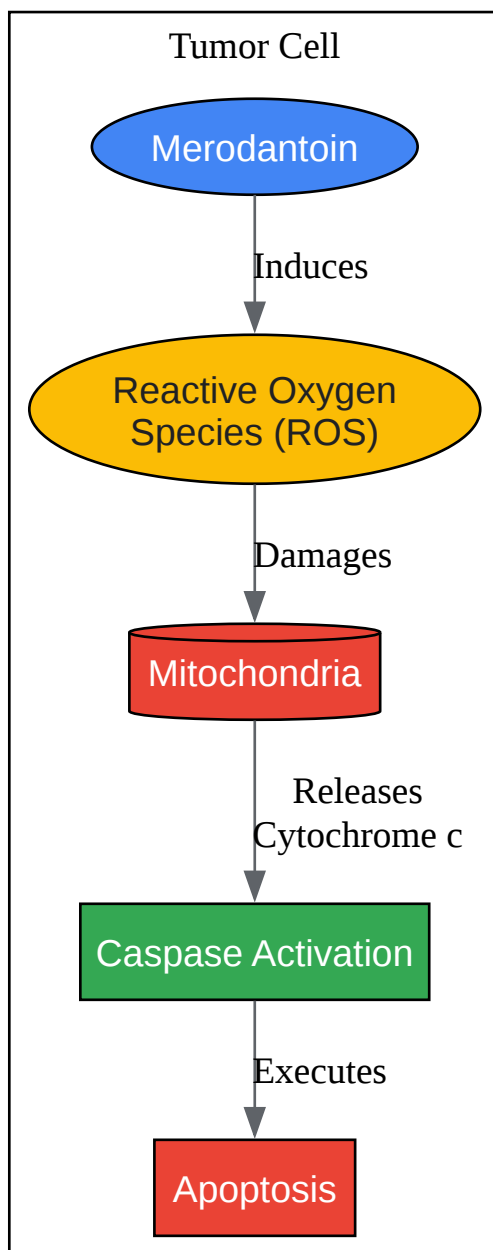 Tumor Cell
Merodantoin
Induces
Reactive Oxygen
Species (ROS)
Damages
Mitochondria
Releases
Cytochrome c
Caspase Activation
Executes
Apoptosis